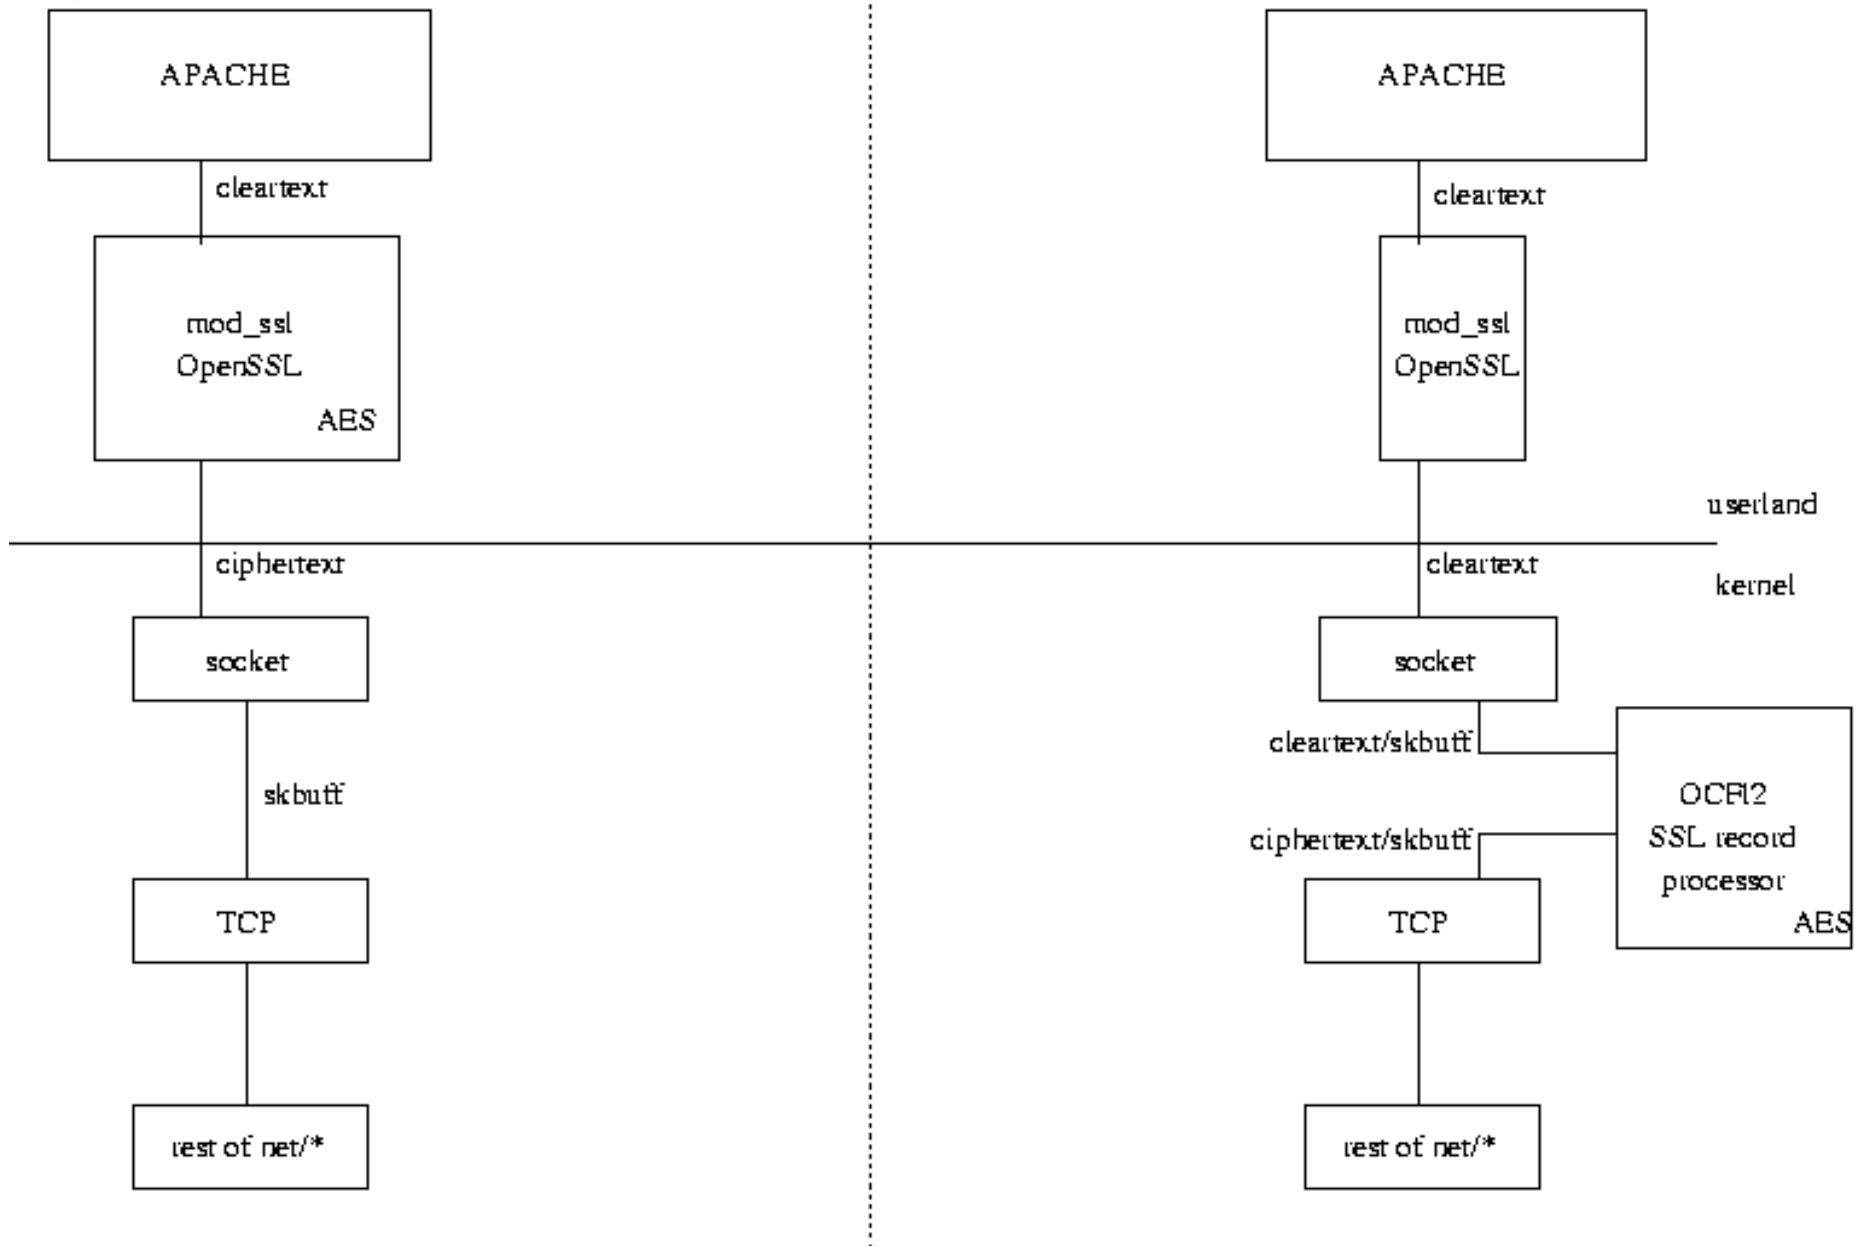 APACHE
cleartext
mod_ssl
OpenSSL
AES
ciphertext
socket
skbuff
TCP
rest of net/*
APACHE
cleartext
mod_ssl
OpenSSL
userland
cleartext
kernel
socket
cleartext/skbuff
ciphertext/skbuff
OCFl2
SSL record
processor
AES
TCP
rest of net/*